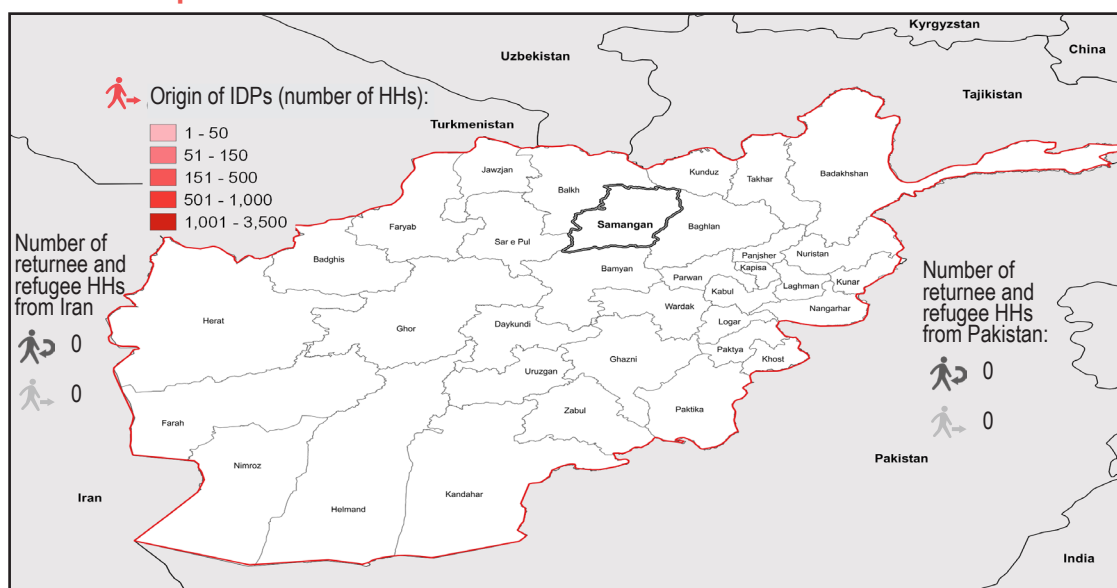 Kyrgyzstan
China
Uzbekistan
Tajikistan
Turkmenistan
Origin of IDPs (number of HHs):
1 - 50
51 - 150
151 - 500
501 - 1,000
1,001 - 3,500
Number of
returnee and
refugee HHs
from Iran
0
0
Jawzjan
Balkh
Kunduz
Takhar
Badakhshan
Samangan
Baghlan
Faryab
Sar e Pul
Badghis
Bamyan
Parwan
Panjsher
Kapisa
Nuristan
Kunar
Laghman
Kabul
Nangarhar
Wardak
Logar
Herat
Ghor
Daykundi
Ghazni
Paktya
Khost
Uruzgan
Zabul
Paktika
Farah
Nimroz
Helmand
Kandahar
Number of
returnee and
refugee HHs
from Pakistan:
0
0
Pakistan
Iran
India